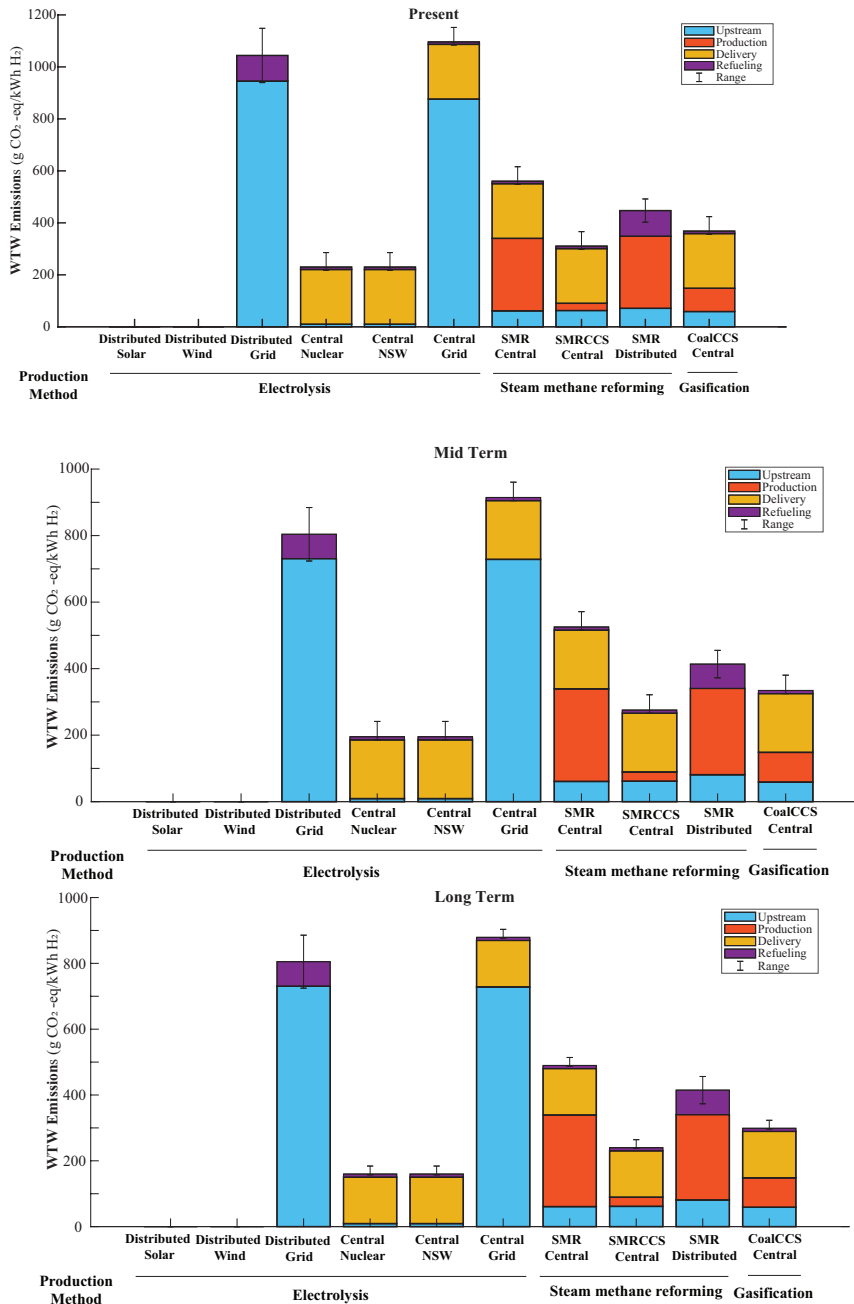 Present
Upstream
Production
Delivery
Refueling
Range
WTW Emissions (g CO₂ -eq/kWh H₂)
1200
1000
800
600
400
200
0
Distributed Solar
Distributed Wind
Distributed Grid
Central Nuclear
Central NSW
Central Grid
SMR Central
SMRCCS Central
SMR Distributed
CoalCCS Central
Production Method
Electrolysis
Steam methane reforming
Gasification
Mid Term
Upstream
Production
Delivery
Refueling
Range
WTW Emissions (g CO₂ -eq/kWh H₂)
1000
800
600
400
200
0
Distributed Solar
Distributed Wind
Distributed Grid
Central Nuclear
Central NSW
Central Grid
SMR Central
SMRCCS Central
SMR Distributed
CoalCCS Central
Production Method
Electrolysis
Steam methane reforming
Gasification
Long Term
Upstream
Production
Delivery
Refueling
Range
WTW Emissions (g CO₂ -eq/kWh H₂)
1000
800
600
400
200
0
Distributed Solar
Distributed Wind
Distributed Grid
Central Nuclear
Central NSW
Central Grid
SMR Central
SMRCCS Central
SMR Distributed
CoalCCS Central
Production Method
Electrolysis
Steam methane reforming
Gasification